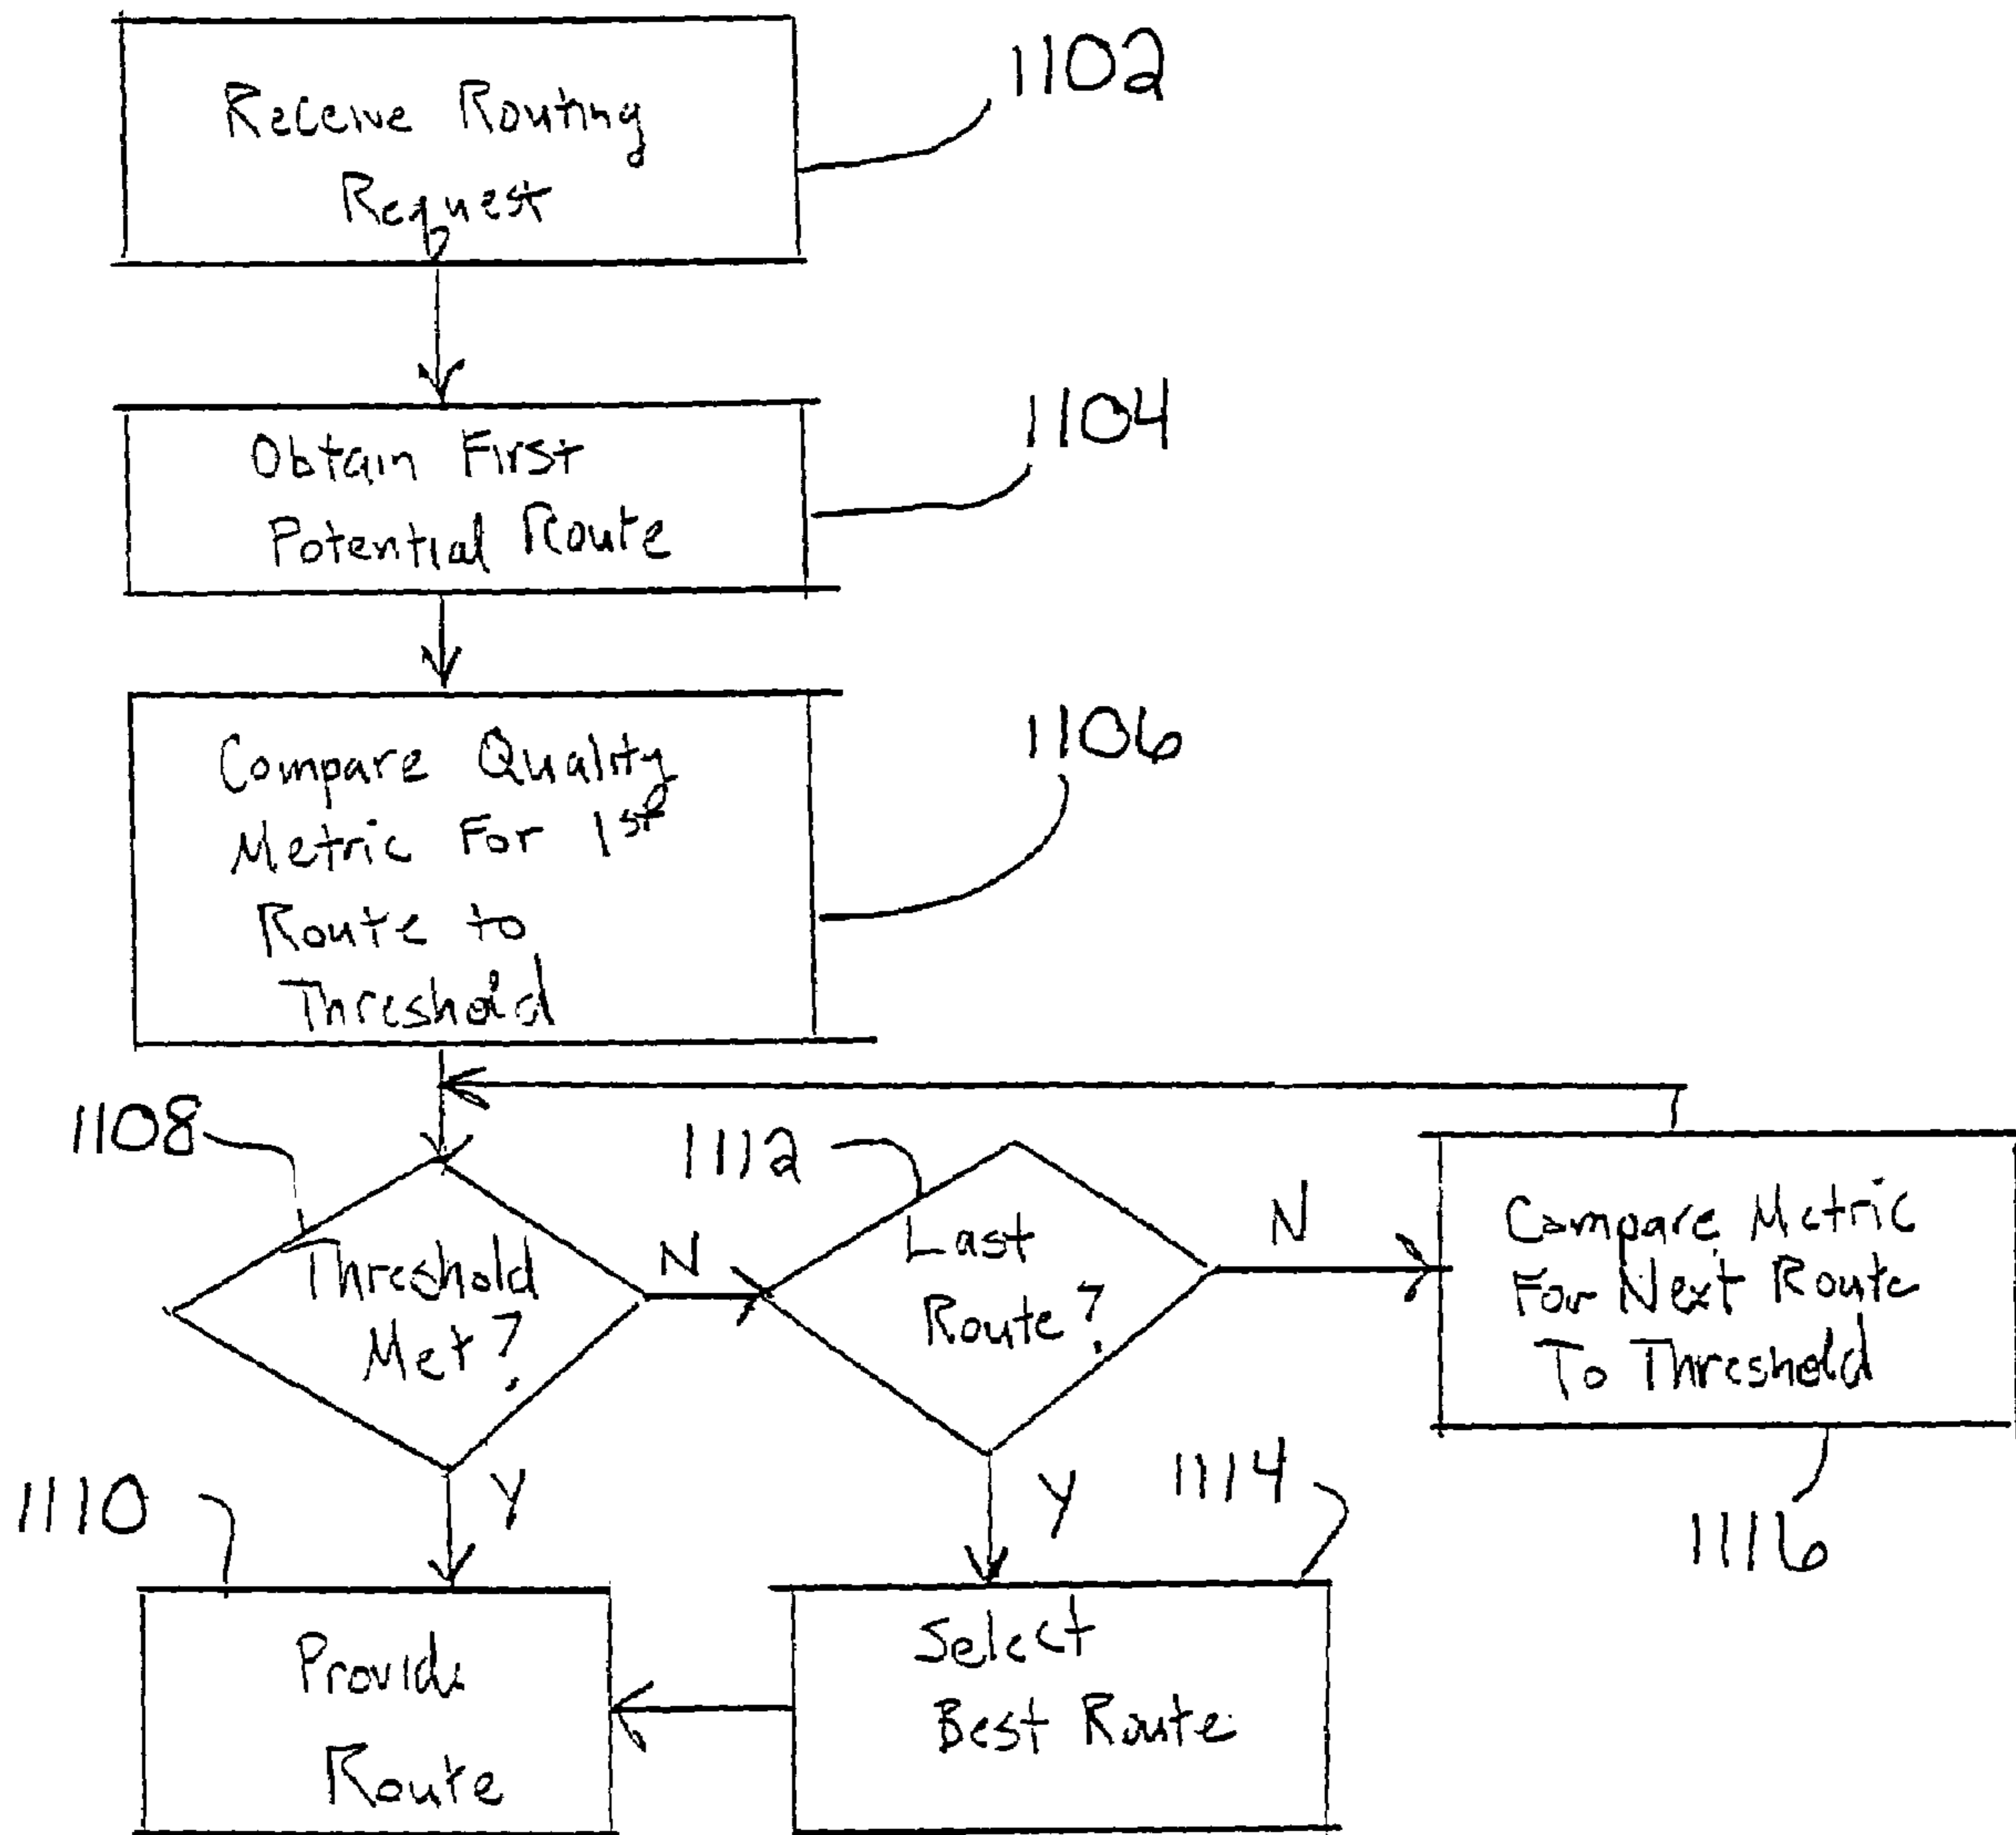 Receive Routing
Request
1102
Obtain First
Potential Route
1104
Compare Quality
Metric For 1st
Route to
Threshold
1106
1108
Threshold
Met?
N
Y
1112
Last
Route?
N
Y
Compare Metric
For Next Route
To Threshold
1116
1110
Provide
Route
1114
Select
Best Route